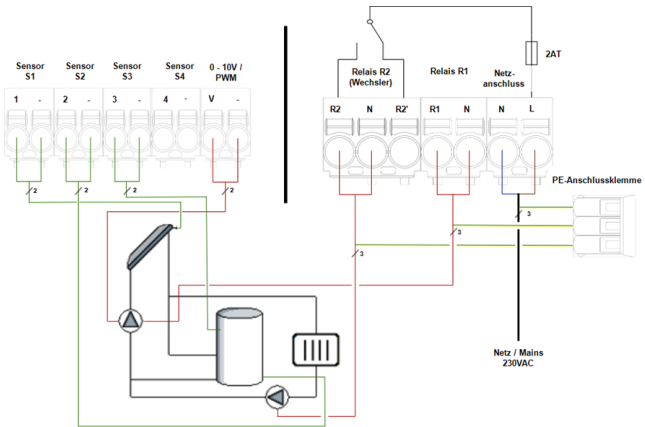 Sensor S1
Sensor S2
Sensor S3
Sensor S4
0 - 10V / PWM
1 - 2 - 3 - 4 - V -
2 2 2 2
Relais R2
(Wechsler)
Relais R1
Netz-
anschluss
2AT
R2 N R2' R1 N N L
PE-Anschlussklemme
3
3
3
Netz / Mains
230VAC